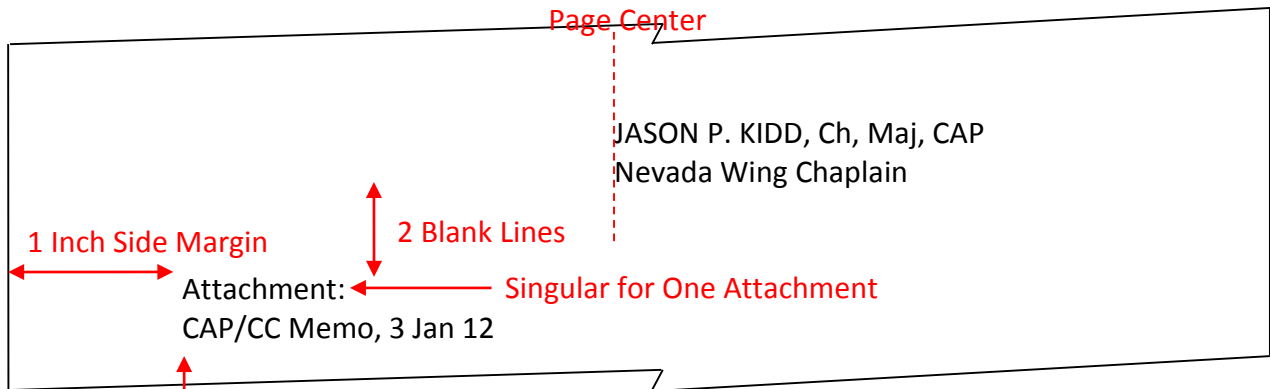 Page Center
JASON P. KIDD, Ch, Maj, CAP
Nevada Wing Chaplain
2 Blank Lines
1 Inch Side Margin
Attachment:
Singular for One Attachment
CAP/CC Memo, 3 Jan 12